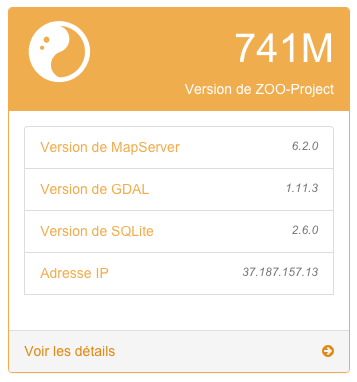 741M
Version de ZOO-Project
Version de MapServer 6.2.0
Version de GDAL 1.11.3
Version de SQLite 2.6.0
Adresse IP 37.187.157.13
Voir les détails